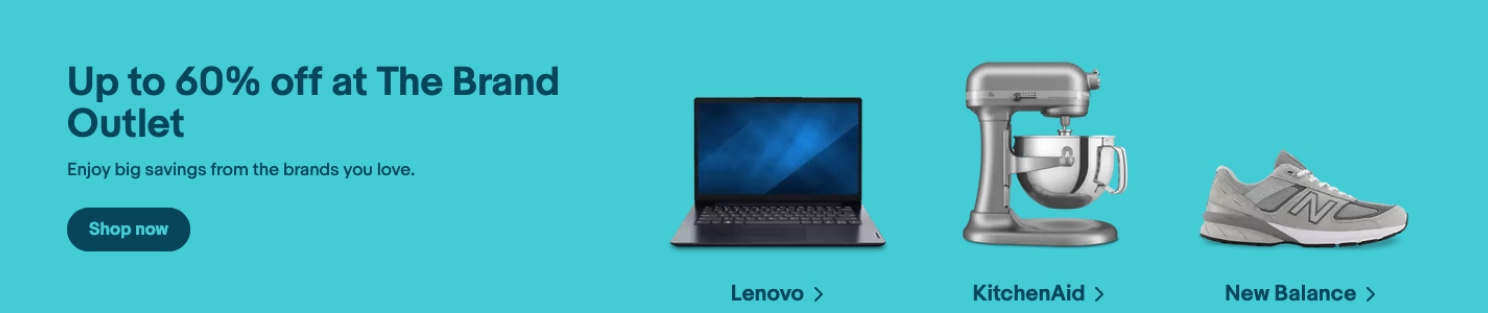 Up to 60% off at The Brand
Outlet
Enjoy big savings from the brands you love.
Shop now
Lenovo
KitchenAid
New Balance